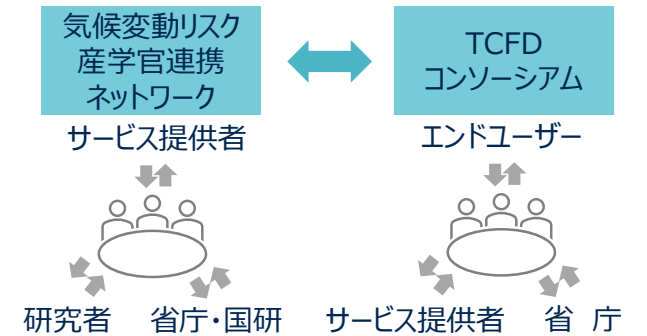 気候変動リスク
産学官連携
ネットワーク
TCFD
コンソーシアム
サービス提供者
エンドユーザー
研究者
省庁・国研
サービス提供者
省 庁